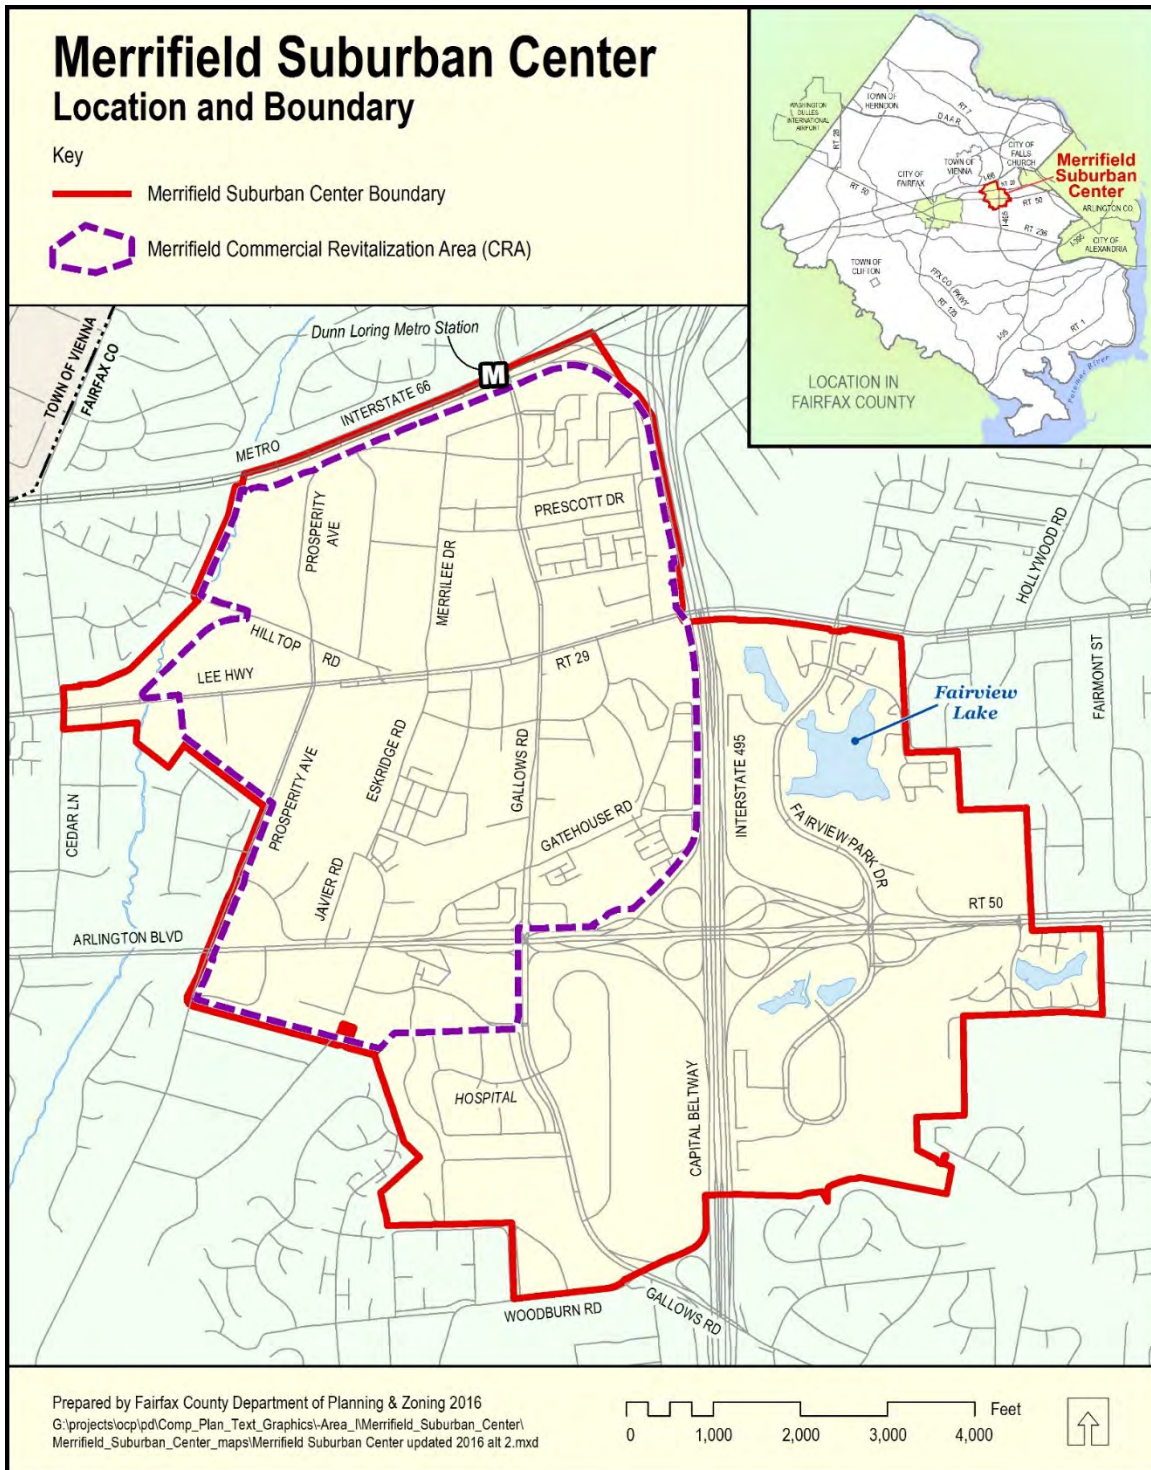 Merrifield Suburban Center
Location and Boundary
Key
Merrifield Suburban Center Boundary
Merrifield Commercial Revitalization Area (CRA)
WASHINGTON
DULLES
INTERNATIONAL
AIRPORT
TOWN OF
HERNDON
RT 28
RT 7
D.A.A.R.
TOWN OF
VIENNA
CITY OF
FALLS
CHURCH
CITY OF
FAIRFAX
I-66
RT 50
RT 50
Merrifield
Suburban
Center
ARLINGTON CO.
I-495
RT 236
I-395
CITY OF
ALEXANDRIA
TOWN OF
CLIFTON
FFX CO PKWY
RT 123
I-95
RT 1
Potomac River
LOCATION IN
FAIRFAX COUNTY
TOWN OF VIENNA
FAIRFAX CO
Dunn Loring Metro Station
M
INTERSTATE 66
METRO
PROSPERITY
AVE
MERRILEE DR
PRESCOTT DR
HOLLYWOOD RD
HILLTOP
RD
LEE HWY
RT 29
FAIRMONT ST
Fairview
Lake
INTERSTATE 495
ESKRIDGE RD
GALLOWS RD
PROSPERITY AVE
CEDAR LN
GATEHOUSE RD
FAIRVIEW PARK DR
JAVIER RD
RT 50
ARLINGTON BLVD
HOSPITAL
CAPITAL BELTWAY
WOODBURN RD
GALLOWS RD
Prepared by Fairfax County Department of Planning & Zoning 2016
G:\projects\ocp\pd\Comp_Plan_Text_Graphics\-Area_I\Merrifield_Suburban_Center\
Merrifield_Suburban_Center_maps\Merrifield Suburban Center updated 2016 alt 2.mxd
Feet
0 1,000 2,000 3,000 4,000